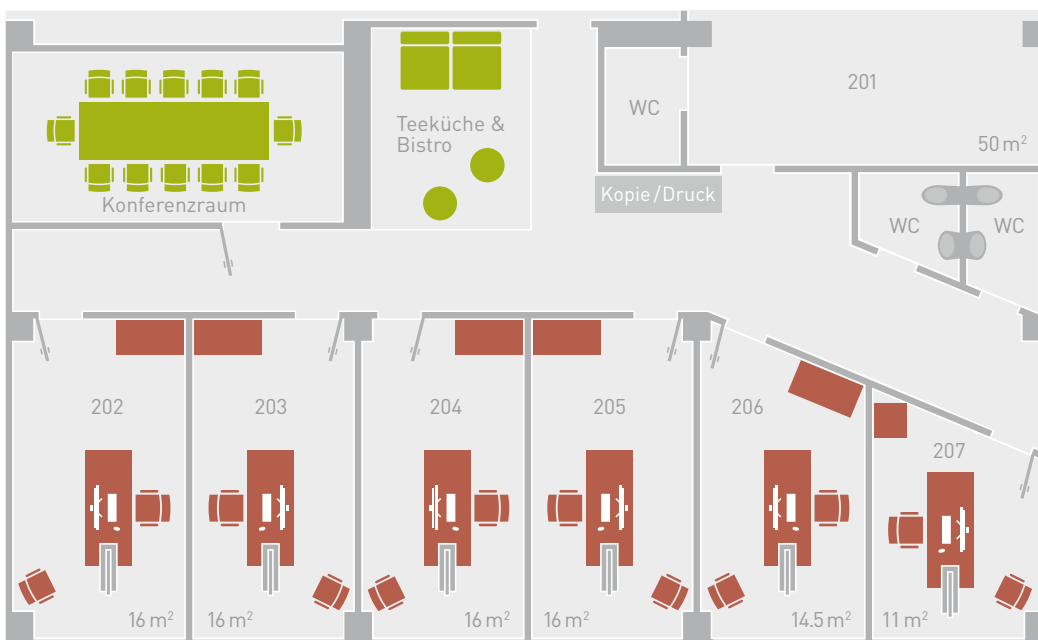 201
WC
Teeküche &
Bistro
50 m²
Kopie/Druck
Konferenzraum
WC
WC
202
203
204
205
206
207
16 m²
16 m²
16 m²
16 m²
14.5 m²
11 m²